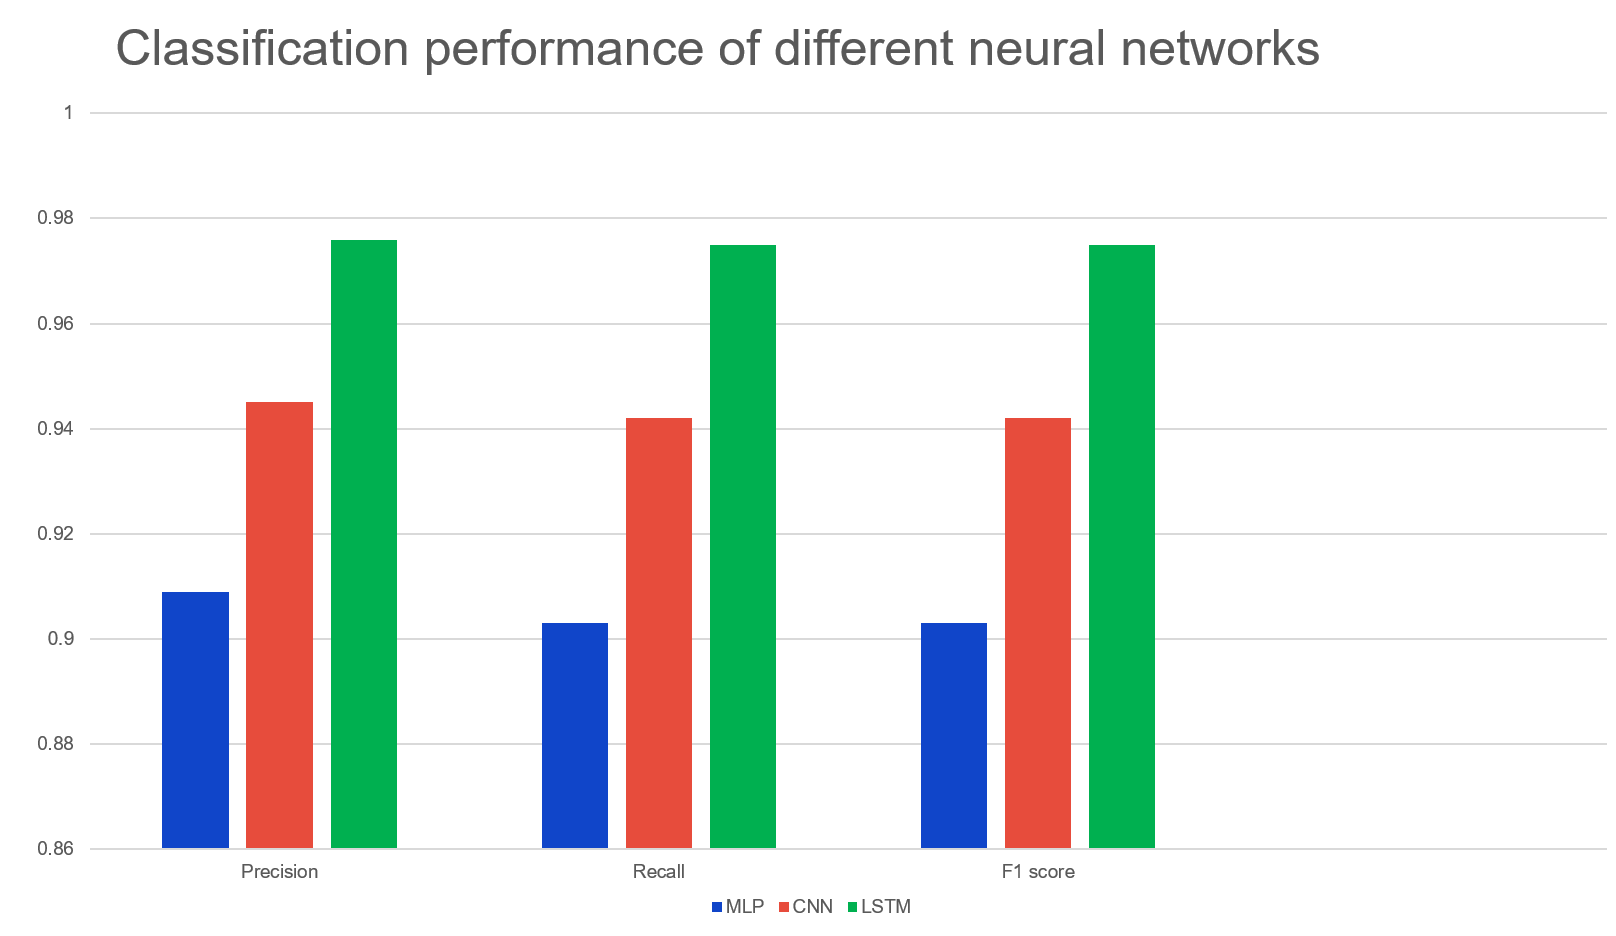 Classification performance of different neural networks
1
0.98
0.96
0.94
0.92
0.9
0.88
0.86
Precision Recall F1 score
MLP CNN LSTM